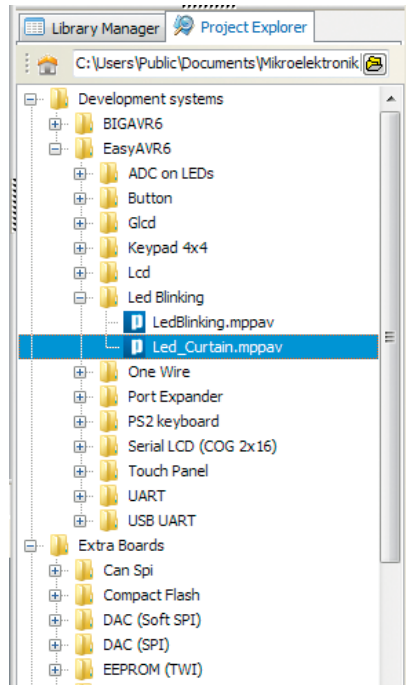 Library Manager Project Explorer
C:\Users\Public\Documents\Mikroelektronik
Development systems
BIGAVR6
EasyAVR6
ADC on LEDs
Button
Glcd
Keypad 4x4
Lcd
Led Blinking
LedBlinking.mppav
Led_Curtain.mppav
One Wire
Port Expander
PS2 keyboard
Serial LCD (COG 2x16)
Touch Panel
UART
USB UART
Extra Boards
Can Spi
Compact Flash
DAC (Soft SPI)
DAC (SPI)
EEPROM (TWI)